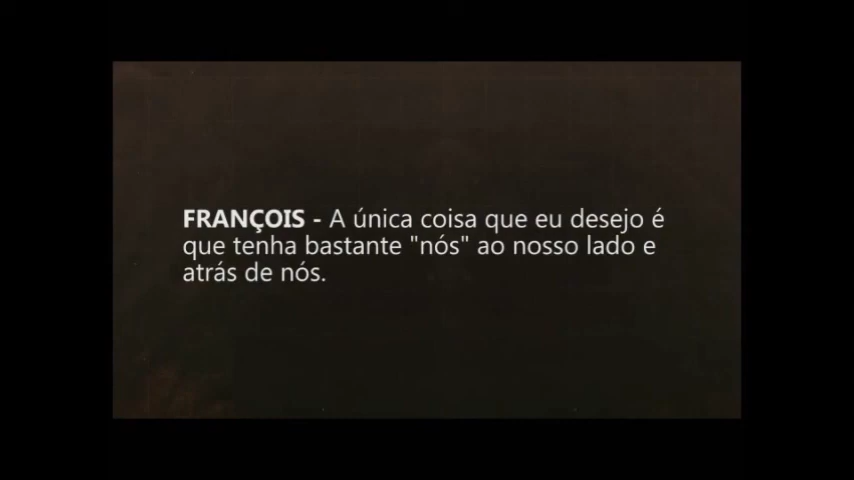 FRANÇOIS - A única coisa que eu desejo é
que tenha bastante "nós" ao nosso lado e
atrás de nós.